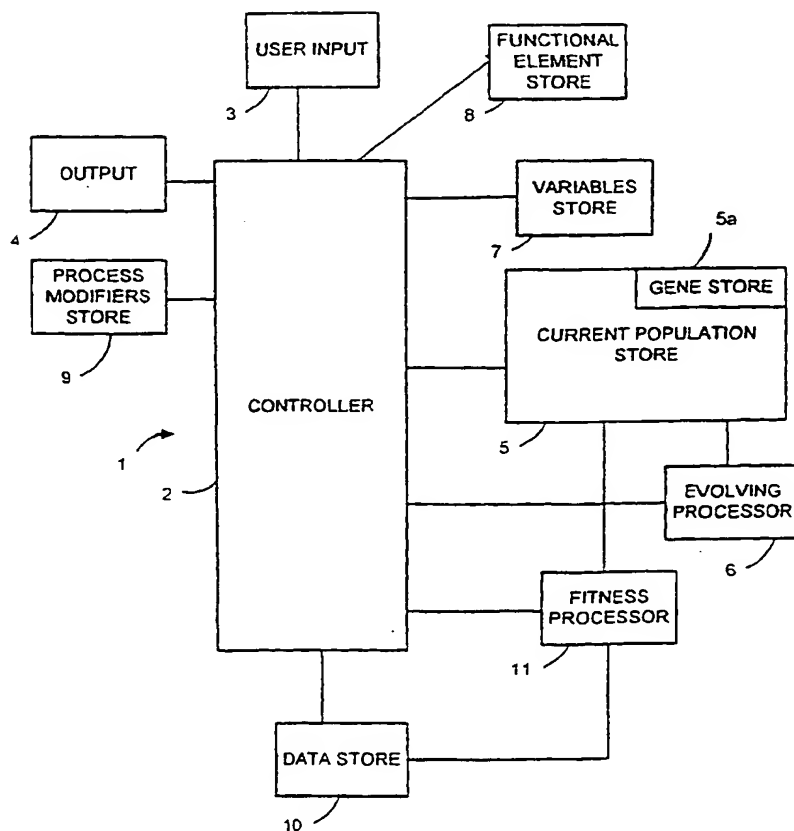 USER INPUT
3
FUNCTIONAL
ELEMENT
STORE
8
OUTPUT
4
VARIABLES
STORE
7
5a
PROCESS
MODIFIERS
STORE
9
GENE STORE
CURRENT POPULATION
STORE
5
CONTROLLER
1
2
EVOLVING
PROCESSOR
6
FITNESS
PROCESSOR
11
DATA STORE
10